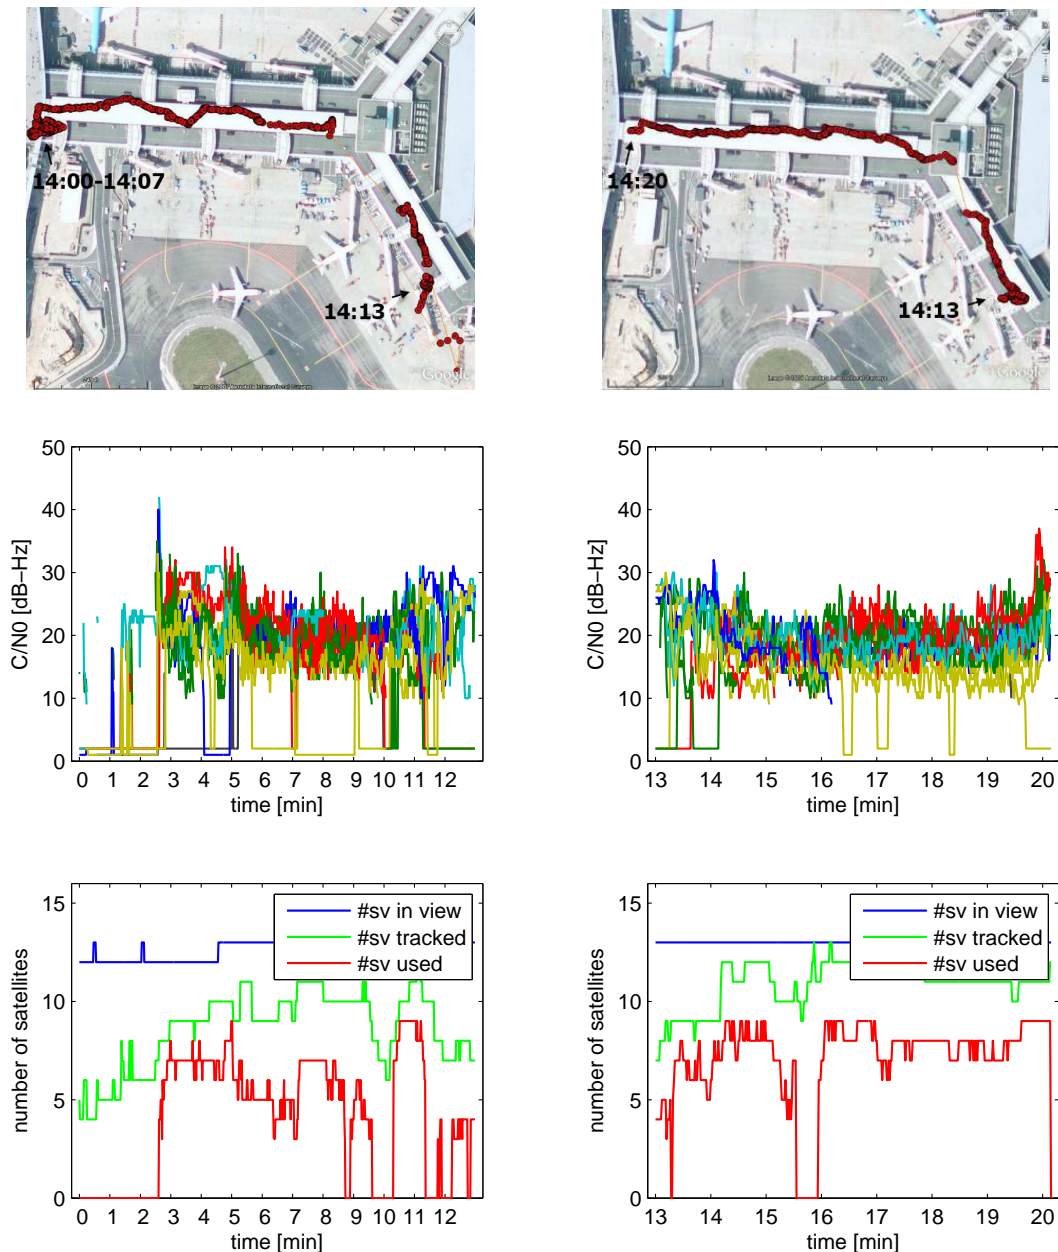 14:00-14:07
14:13
Google
14:20
14:13
Google
50
40
30
20
10
0
C/N0 [dB-Hz]
0 1 2 3 4 5 6 7 8 9 10 11 12
time [min]
50
40
30
20
10
0
C/N0 [dB-Hz]
13 14 15 16 17 18 19 20
time [min]
15
10
5
0
number of satellites
#sv in view
#sv tracked
#sv used
0 1 2 3 4 5 6 7 8 9 10 11 12
time [min]
15
10
5
0
number of satellites
#sv in view
#sv tracked
#sv used
13 14 15 16 17 18 19 20
time [min]